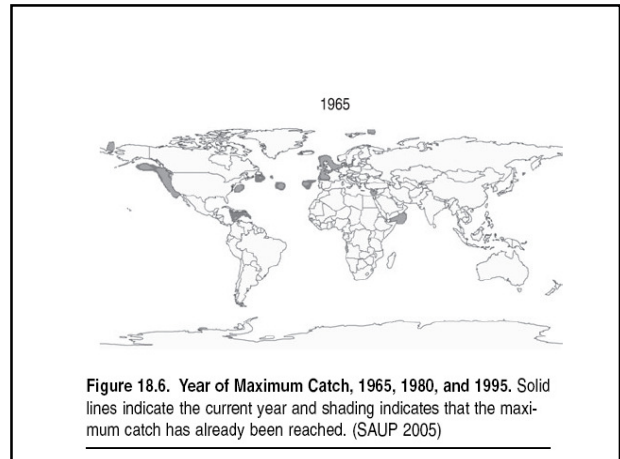 1965
Figure 18.6. Year of Maximum Catch, 1965, 1980, and 1995. Solid
lines indicate the current year and shading indicates that the maxi-
mum catch has already been reached. (SAUP 2005)